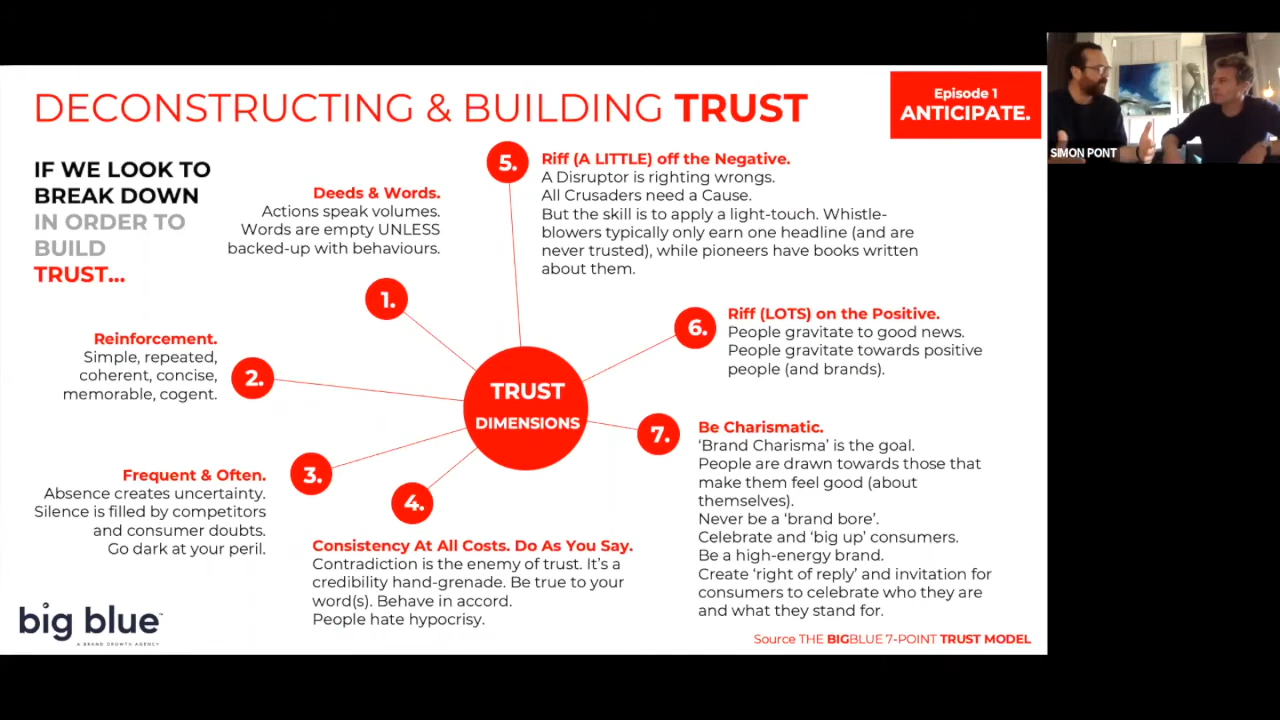 DECONSTRUCTING & BUILDING TRUST
Episode 1
ANTICIPATE.
SIMON PONT
IF WE LOOK TO
BREAK DOWN
IN ORDER TO
BUILD
TRUST...
TRUST
DIMENSIONS
1.
Deeds & Words.
Actions speak volumes.
Words are empty UNLESS
backed-up with behaviours.
2.
Reinforcement.
Simple, repeated,
coherent, concise,
memorable, cogent.
3.
Frequent & Often.
Absence creates uncertainty.
Silence is filled by competitors
and consumer doubts.
Go dark at your peril.
4.
Consistency At All Costs. Do As You Say.
Contradiction is the enemy of trust. It's a
credibility hand-grenade. Be true to your
word(s). Behave in accord.
People hate hypocrisy.
5.
Riff (A LITTLE) off the Negative.
A Disruptor is righting wrongs.
All Crusaders need a Cause.
But the skill is to apply a light-touch. Whistle-
blowers typically only earn one headline (and are
never trusted), while pioneers have books written
about them.
6.
Riff (LOTS) on the Positive.
People gravitate to good news.
People gravitate towards positive
people (and brands).
7.
Be Charismatic.
‘Brand Charisma’ is the goal.
People are drawn towards those that
make them feel good (about
themselves).
Never be a ‘brand bore’.
Celebrate and ‘big up’ consumers.
Be a high-energy brand.
Create ‘right of reply’ and invitation for
consumers to celebrate who they are
and what they stand for.
big blue™
A BRAND GROWTH AGENCY
Source THE BIGBLUE 7-POINT TRUST MODEL